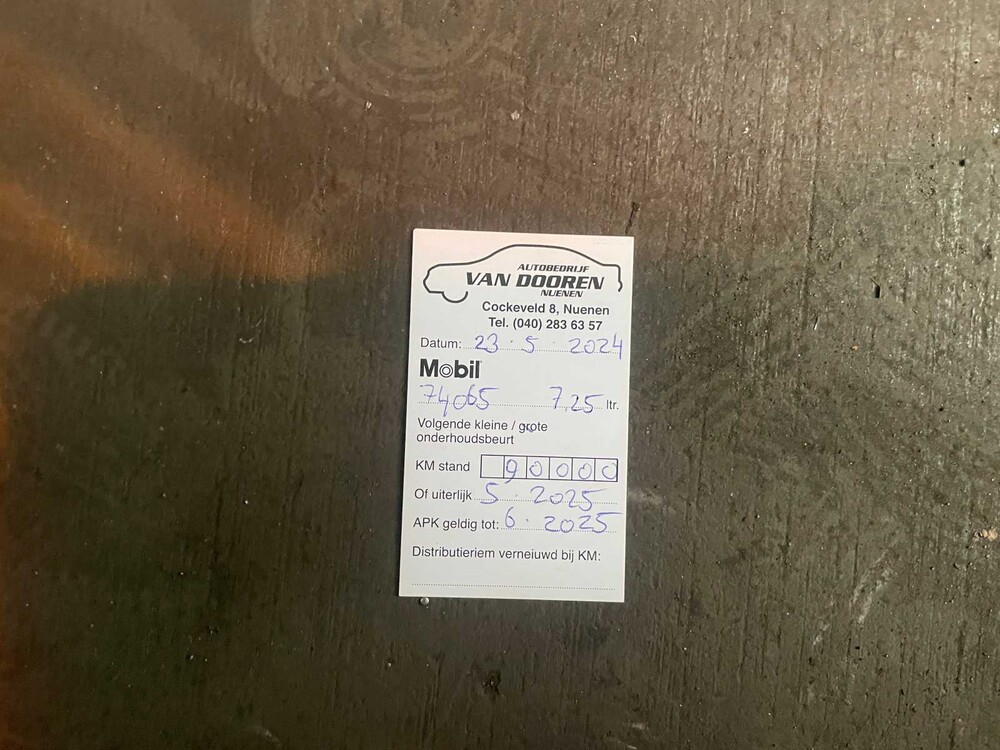 AUTOBEDRIJF
VAN DOOREN
NUENEN
Cockeveld 8, Nuenen
Tel. (040) 283 63 57
Datum: 23 . 5 . 2024
Mobil
74065 7,25 ltr.
Volgende kleine / grote
onderhoudsbeurt
KM stand 90000
Of uiterlijk 5 . 2025
APK geldig tot: 6 . 2025
Distributieriem verneiuwd bij KM: